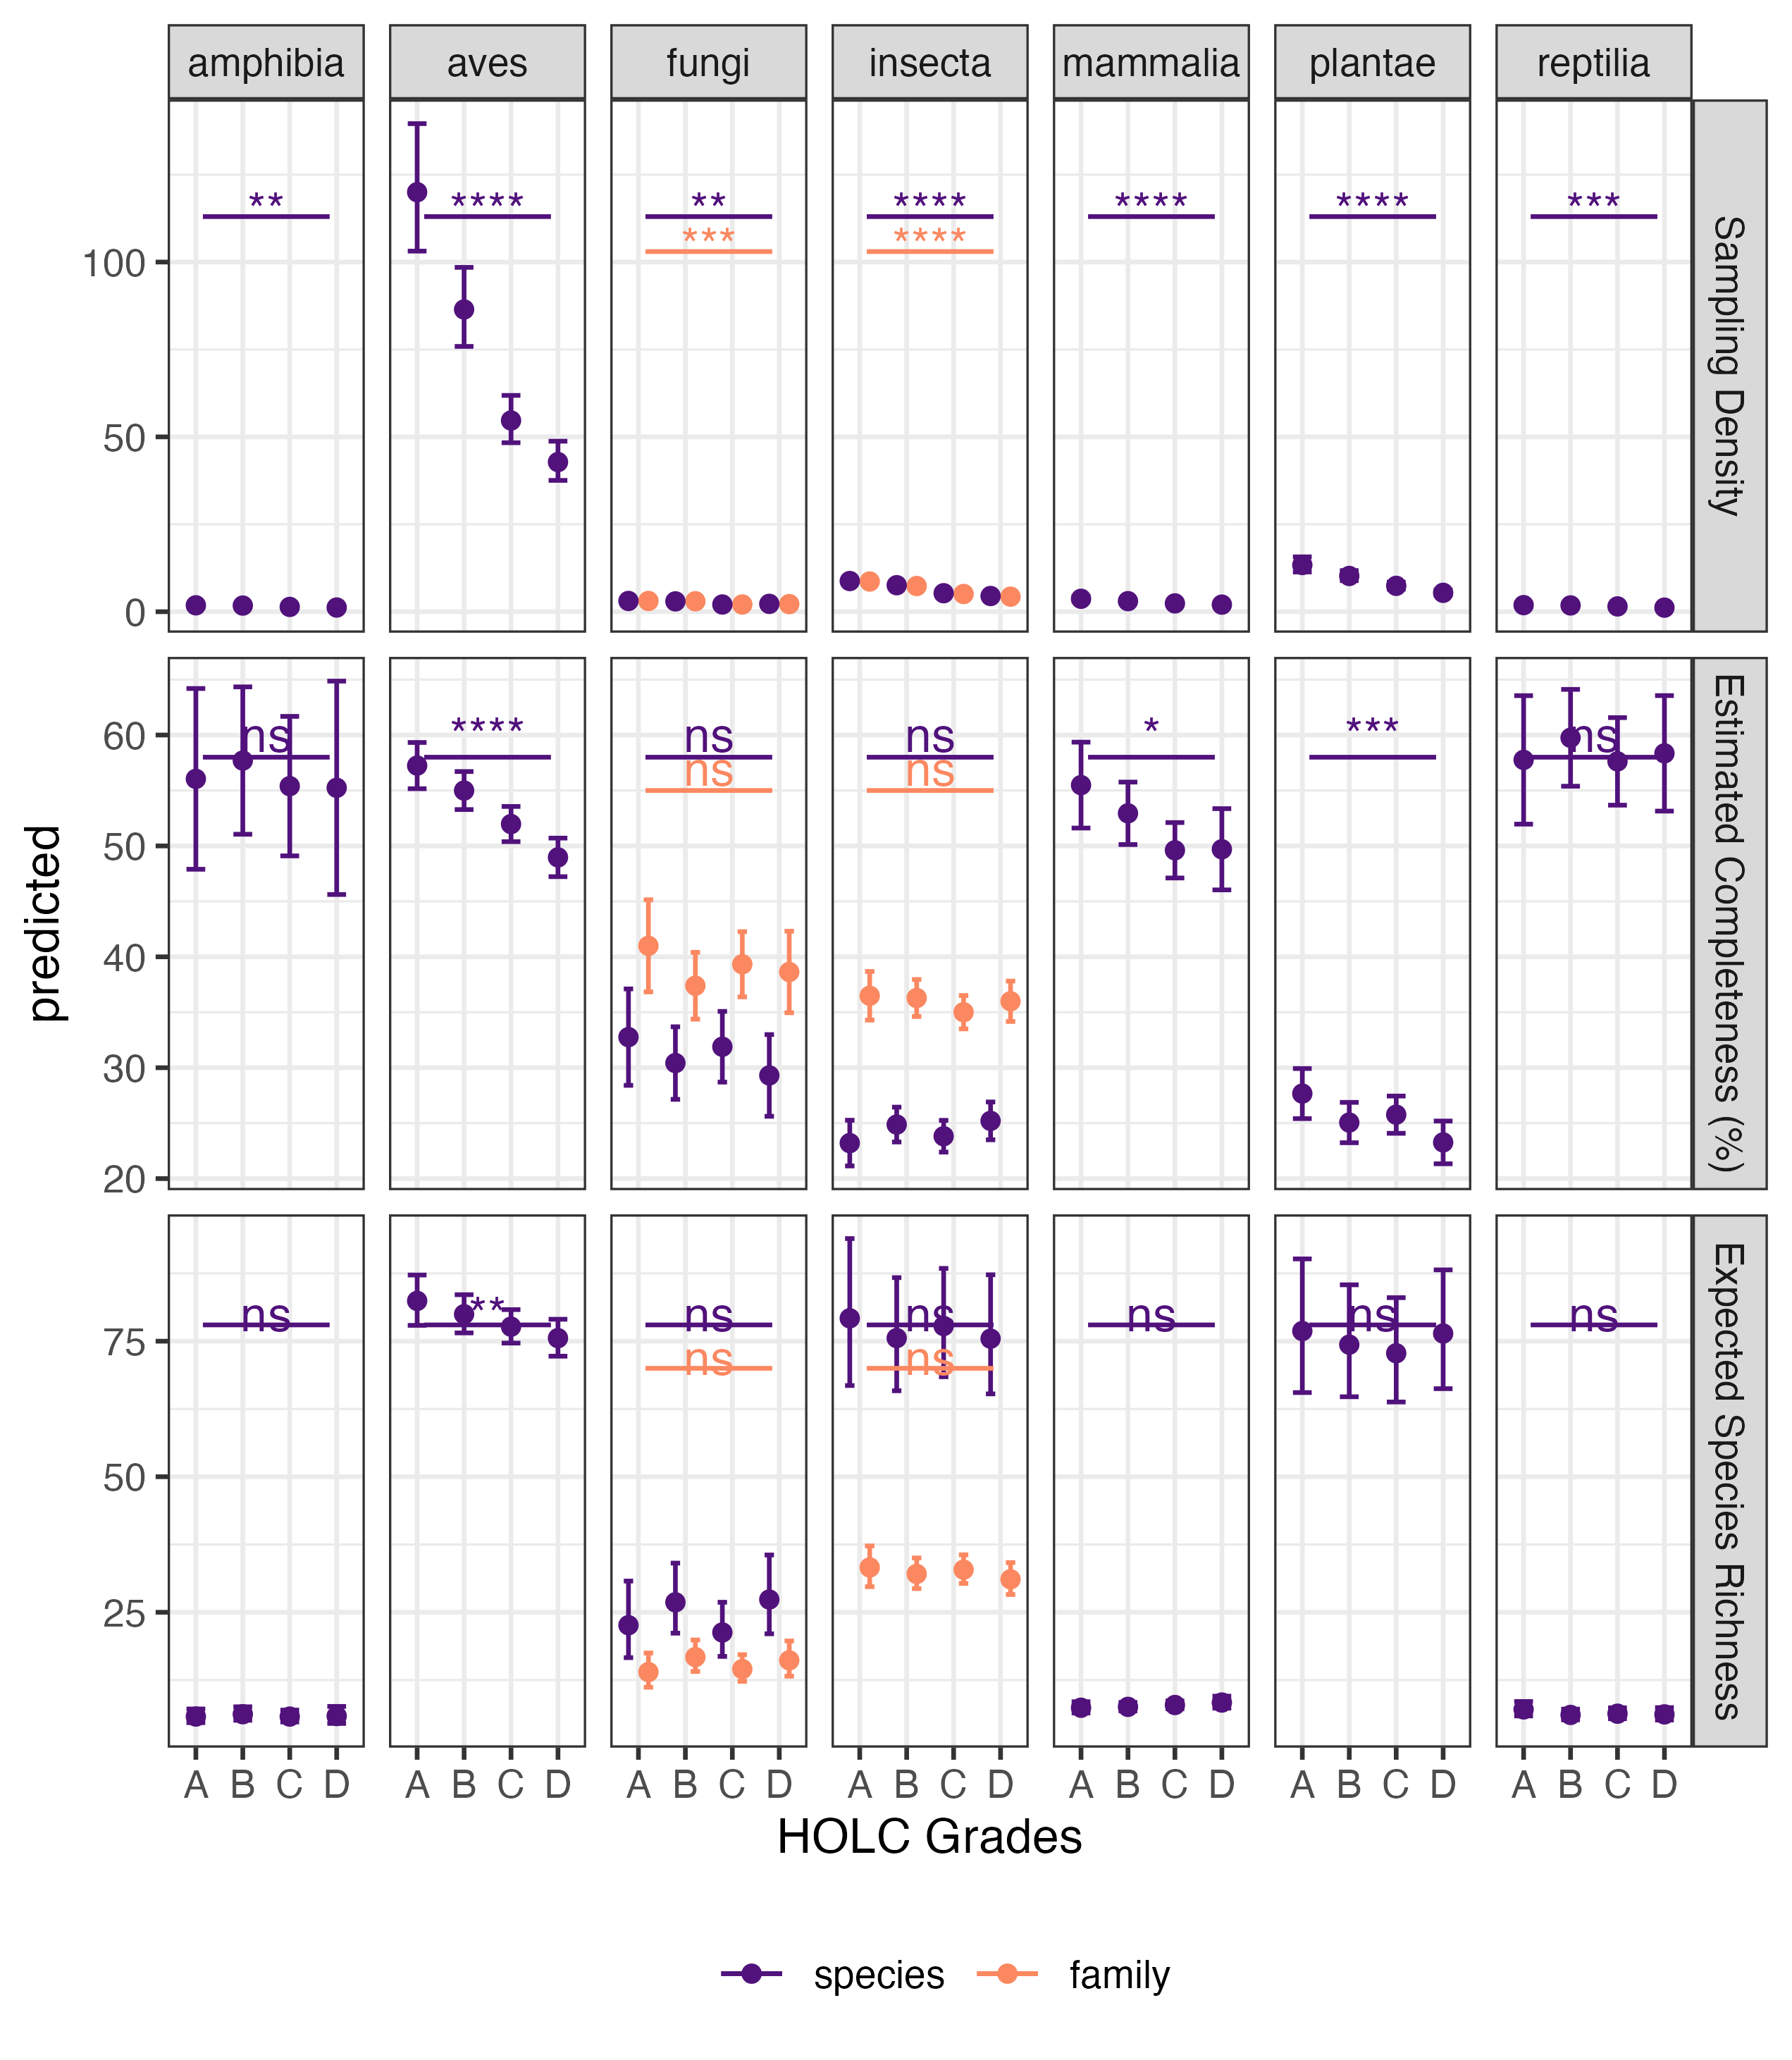 amphibia aves fungi insecta mammalia plantae reptilia
** **** ** **** **** **** ***
*** ****
100
50
0
Sampling Density
ns **** ns ns * *** ns
ns ns
60
50
40
30
20
Estimated Completeness (%)
ns ** ns ns ns ns ns
ns ns
75
50
25
Expected Species Richness
predicted
A B C D A B C D A B C D A B C D A B C D A B C D A B C D
HOLC Grades
species family